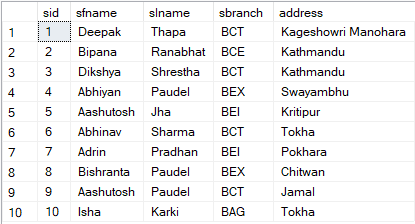 sid sfname slname sbranch address
1 1 Deepak Thapa BCT Kageshowri Manohara
2 2 Bipana Ranabhat BCE Kathmandu
3 3 Dikshya Shrestha BCT Kathmandu
4 4 Abhiyan Paudel BEX Swayambhu
5 5 Aashutosh Jha BEI Kritipur
6 6 Abhinav Sharma BCT Tokha
7 7 Adrin Pradhan BEI Pokhara
8 8 Bishranta Paudel BEX Chitwan
9 9 Aashutosh Paudel BCT Jamal
10 10 Isha Karki BAG Tokha